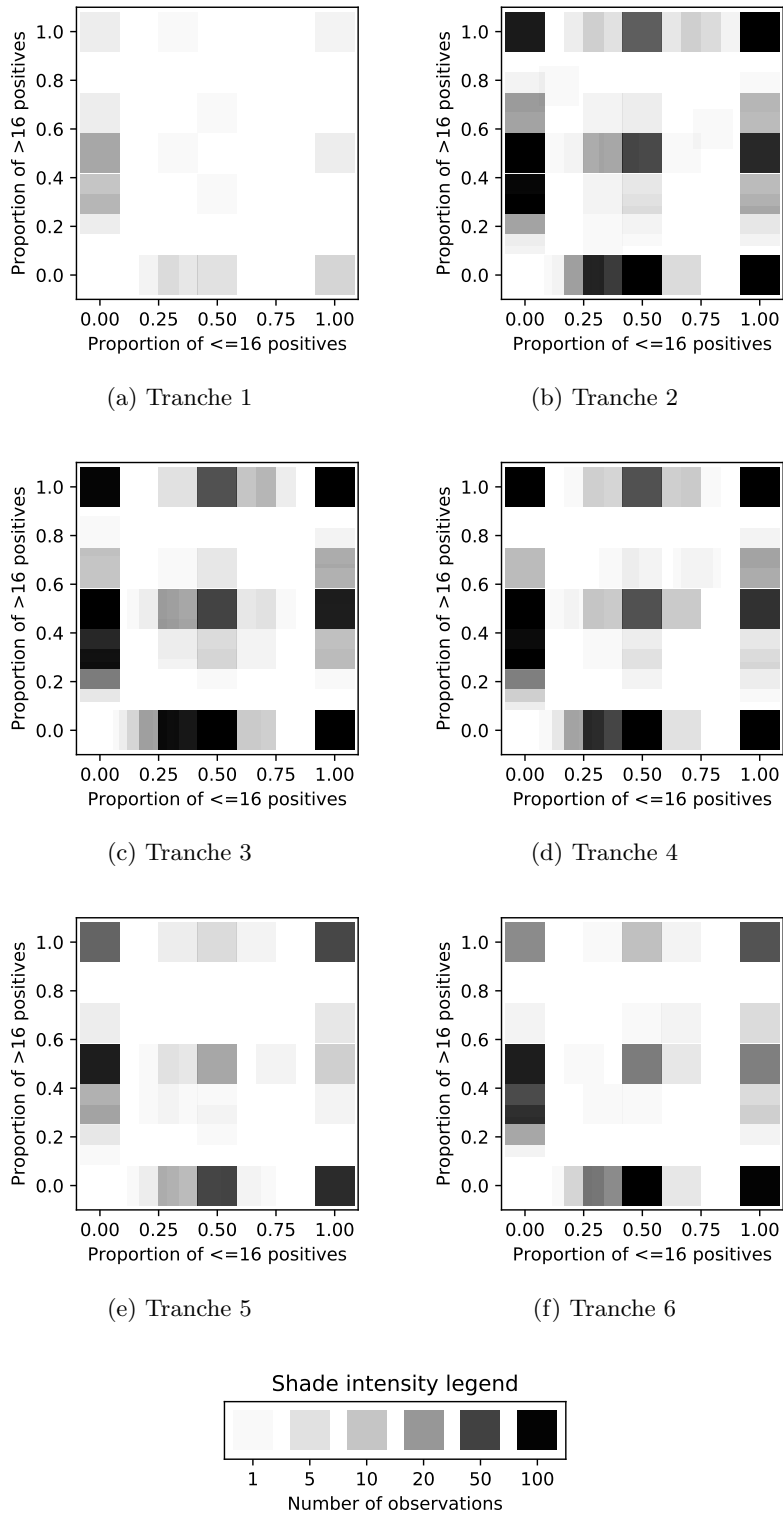 1.0
0.8
0.6
0.4
0.2
0.0
Proportion of >16 positives
0.00 0.25 0.50 0.75 1.00
Proportion of <=16 positives
(a) Tranche 1
1.0
0.8
0.6
0.4
0.2
0.0
Proportion of >16 positives
0.00 0.25 0.50 0.75 1.00
Proportion of <=16 positives
(b) Tranche 2
1.0
0.8
0.6
0.4
0.2
0.0
Proportion of >16 positives
0.00 0.25 0.50 0.75 1.00
Proportion of <=16 positives
(c) Tranche 3
1.0
0.8
0.6
0.4
0.2
0.0
Proportion of >16 positives
0.00 0.25 0.50 0.75 1.00
Proportion of <=16 positives
(d) Tranche 4
1.0
0.8
0.6
0.4
0.2
0.0
Proportion of >16 positives
0.00 0.25 0.50 0.75 1.00
Proportion of <=16 positives
(e) Tranche 5
1.0
0.8
0.6
0.4
0.2
0.0
Proportion of >16 positives
0.00 0.25 0.50 0.75 1.00
Proportion of <=16 positives
(f) Tranche 6
Shade intensity legend
1 5 10 20 50 100
Number of observations